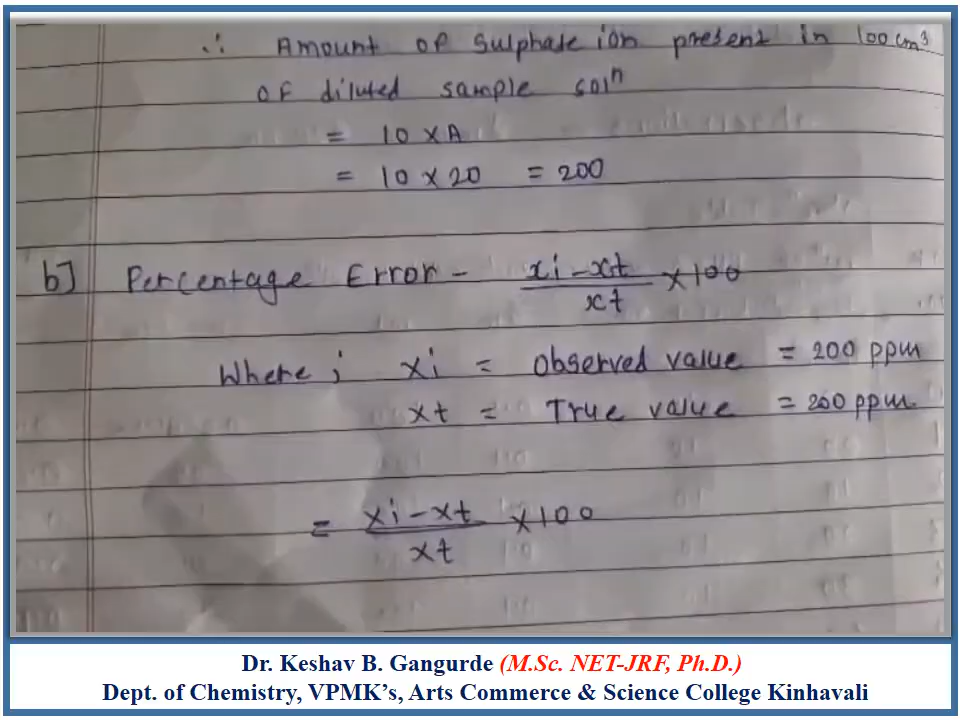 ∴ Amount of sulphate ion present in 100 cm³
of diluted sample solⁿ
= 10 × A
= 10 × 20 = 200
b] Percentage Error - xi - xt / xt × 100
Where ; xi = observed value = 200 ppm
xt = True value = 200 ppm
= xi - xt / xt × 100
Dr. Keshav B. Gangurde (M.Sc. NET-JRF, Ph.D.)
Dept. of Chemistry, VPMK's, Arts Commerce & Science College Kinhavali